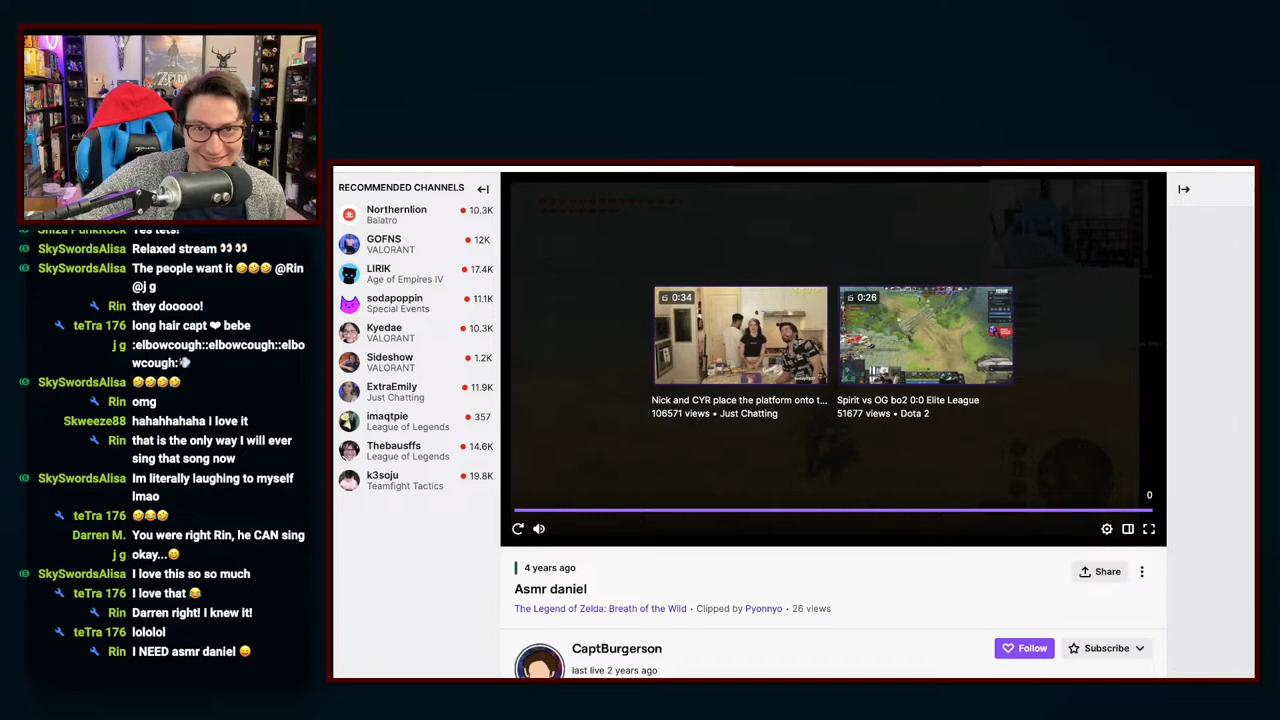 ZELDA
Shiza PunkRock Yes tets!
SkySwordsAlisa Relaxed stream 👀 👀
SkySwordsAlisa The people want it 🤣🤣🤣 @Rin
@j g
Rin they dooooo!
teTra 176 long hair capt ❤ bebe
j g :elbowcough::elbowcough::elbo
wcough:💨
SkySwordsAlisa 🤣🤣🤣🤣
Rin omg
Skweeze88 hahahhahaha I love it
Rin that is the only way I will ever
sing that song now
SkySwordsAlisa Im literally laughing to myself
lmao
teTra 176 🤣😂🤣
Darren M. You were right Rin, he CAN sing
j g okay...😄
SkySwordsAlisa I love this so so much
teTra 176 I love that 😂
Rin Darren right! I knew it!
teTra 176 lololol
Rin I NEED asmr daniel 😛
RECOMMENDED CHANNELS
Northernlion 10.3K
Balatro
GOFNS 12K
VALORANT
LIRIK 17.4K
Age of Empires IV
sodapoppin 11.1K
Special Events
Kyedae 10.3K
VALORANT
Sideshow 1.2K
VALORANT
ExtraEmily 11.9K
Just Chatting
imaqtpie 357
League of Legends
Thebausffs 14.6K
League of Legends
k3soju 19.8K
Teamfight Tactics
0:34
Nick and CYR place the platform onto t...
106571 views • Just Chatting
0:26
Spirit vs OG bo2 0:0 Elite League
51677 views • Dota 2
0
4 years ago
Share
Asmr daniel
The Legend of Zelda: Breath of the Wild • Clipped by Pyonnyo • 26 views
CaptBurgerson
last live 2 years ago
Follow
Subscribe